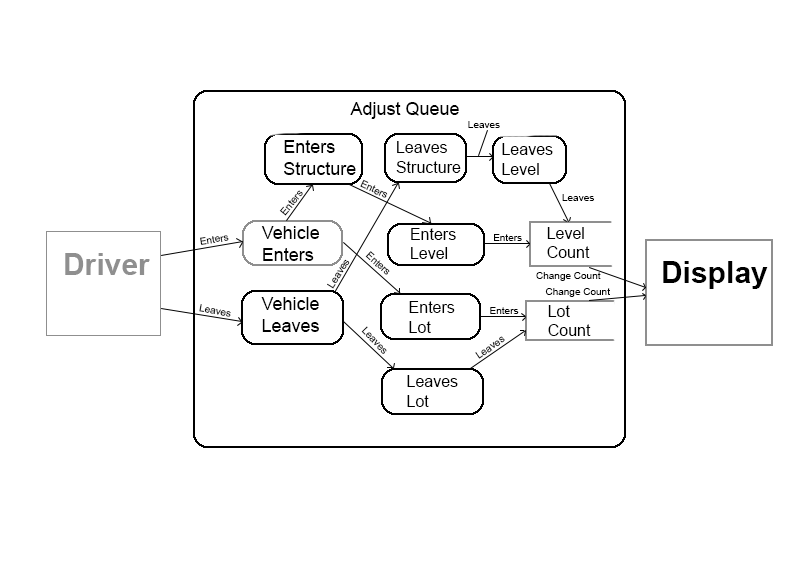 Adjust Queue
Leaves
Enters
Structure
Leaves
Structure
Leaves
Level
Enters
Enters
Leaves
Driver
Enters
Vehicle
Enters
Enters
Level
Enters
Level
Count
Display
Enters
Leaves
Change Count
Change Count
Leaves
Vehicle
Leaves
Enters
Lot
Enters
Lot
Count
Leaves
Leaves
Leaves
Lot